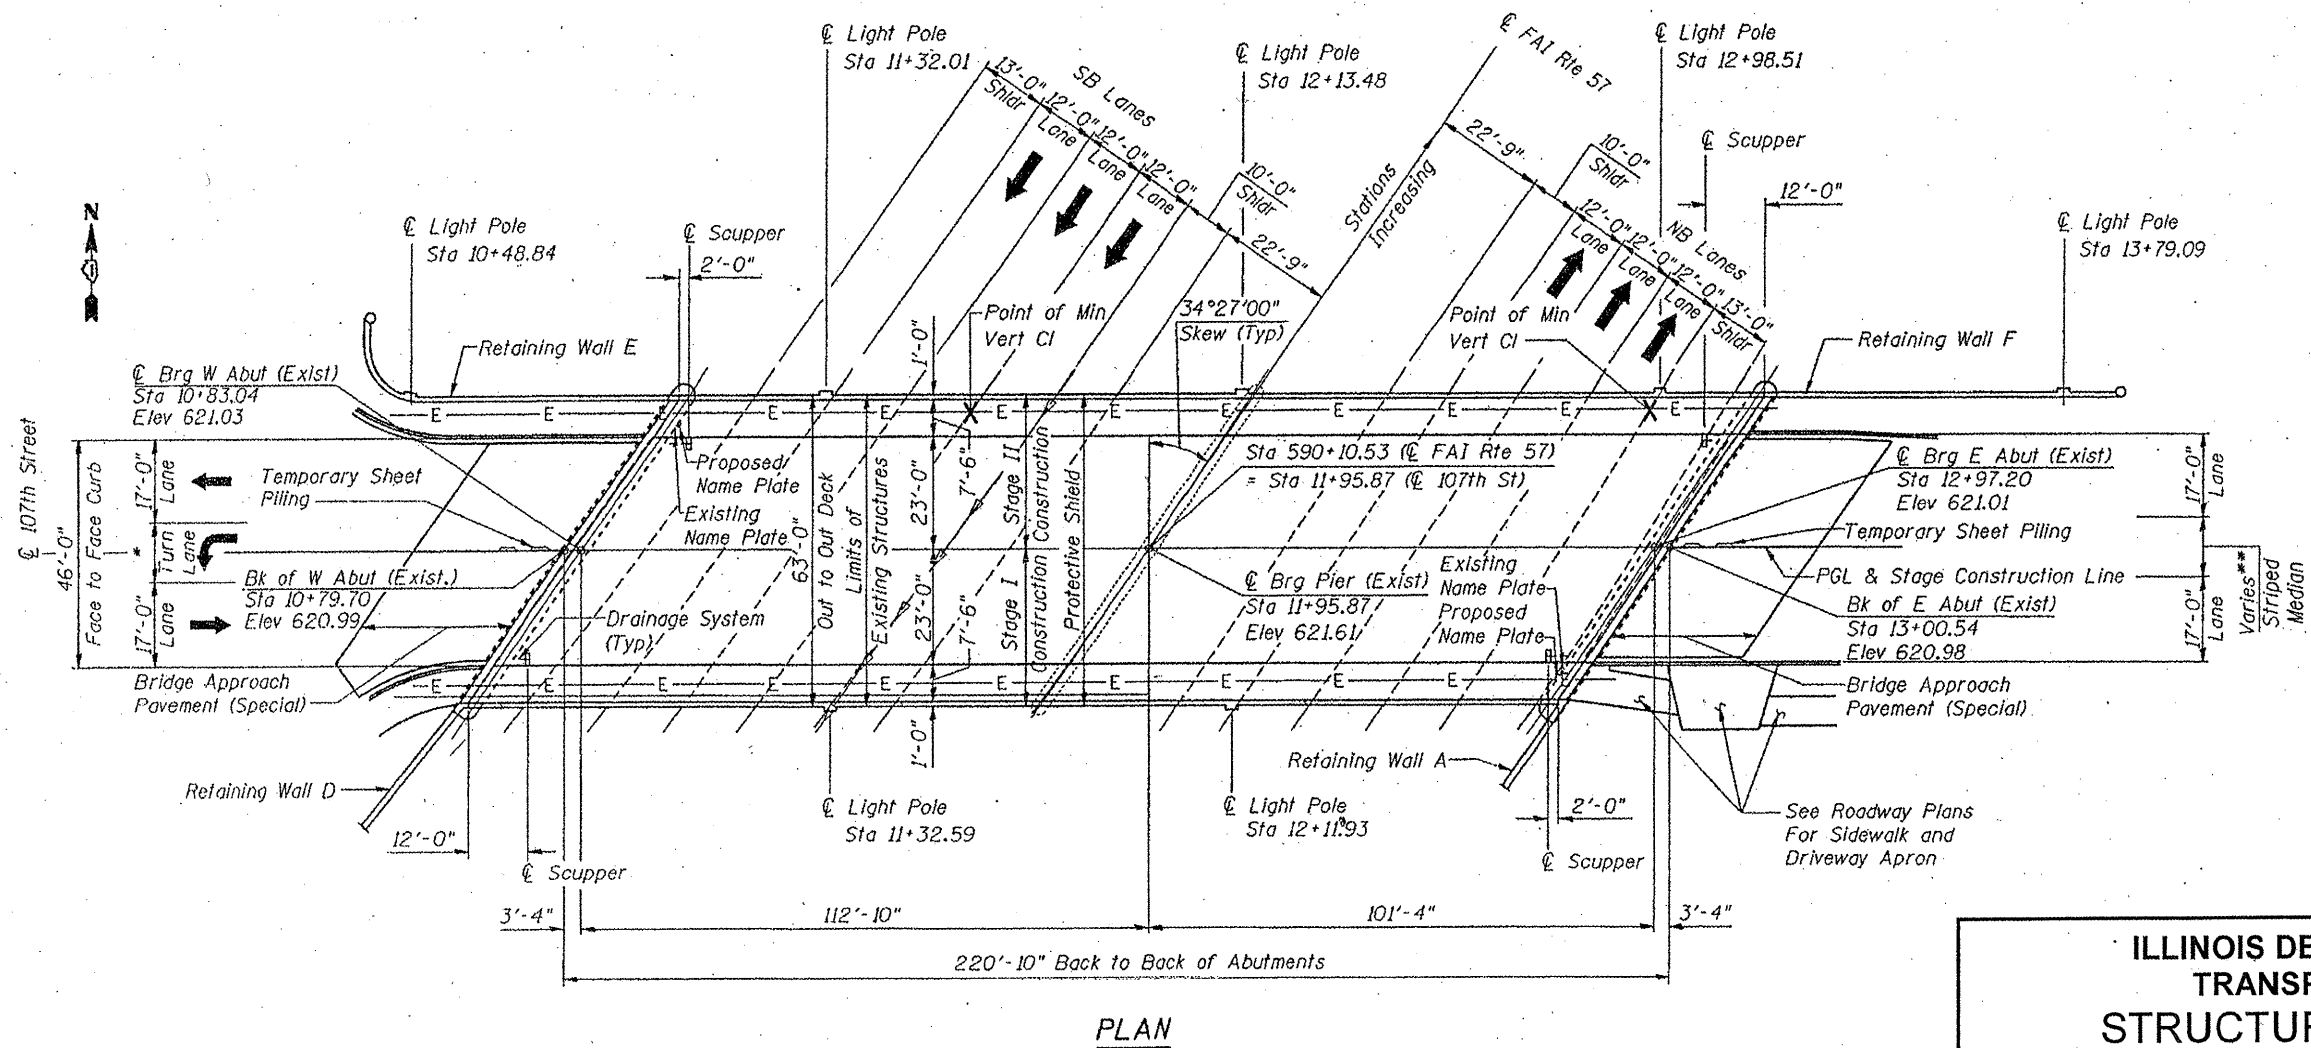 ℄ Light Pole
Sta 11+32.01
℄ Light Pole
Sta 12+13.48
℄ FAI Rte 57
℄ Light Pole
Sta 12+98.51
13'-0"
Shldr
SB Lanes
12'-0"
Lane
12'-0"
Lane
12'-0"
Lane
10'-0"
Shldr
22'-9"
Stations
Increasing
22'-9"
10'-0"
Shldr
12'-0"
Lane
12'-0"
Lane
12'-0"
Lane
NB Lanes
13'-0"
Shldr
℄ Scupper
12'-0"
℄ Light Pole
Sta 13+79.09
N
℄ Light Pole
Sta 10+48.84
℄ Scupper
2'-0"
Point of Min
Vert Cl
34°27'00"
Skew (Typ)
Point of Min
Vert Cl
Retaining Wall E
Retaining Wall F
℄ Brg W Abut (Exist)
Sta 10+83.04
Elev 621.03
1'-0"
E E E E E E E E E E E
℄ 107th Street
46'-0"
Face to Face Curb
17'-0"
Lane
*
Turn
Lane
17'-0"
Lane
Temporary Sheet
Piling
Proposed
Name Plate
Existing
Name Plate
63'-0"
Out to Out Deck
Limits of
Existing Structures
23'-0"
7'-6"
23'-0"
7'-6"
1'-0"
Stage II
Construction
Stage I
Construction
Protective Shield
Sta 590+10.53 (℄ FAI Rte 57)
= Sta 11+95.87 (℄ 107th St)
℄ Brg E Abut (Exist)
Sta 12+97.20
Elev 621.01
17'-0"
Lane
Temporary Sheet Piling
PGL & Stage Construction Line
Bk of W Abut (Exist.)
Sta 10+79.70
Elev 620.99
Drainage System
(Typ)
℄ Brg Pier (Exist)
Sta 11+95.87
Elev 621.61
Existing
Name Plate
Proposed
Name Plate
Bk of E Abut (Exist)
Sta 13+00.54
Elev 620.98
17'-0"
Lane
Varies**
Striped
Median
Bridge Approach
Pavement (Special)
E E E E E E E E E E
Bridge Approach
Pavement (Special)
Retaining Wall D
Retaining Wall A
℄ Light Pole
Sta 11+32.59
℄ Light Pole
Sta 12+11.93
2'-0"
See Roadway Plans
For Sidewalk and
Driveway Apron
12'-0"
℄ Scupper
℄ Scupper
3'-4"
112'-10"
101'-4"
3'-4"
220'-10" Back to Back of Abutments
PLAN
ILLINOIS DE
TRANSP
STRUCTUR